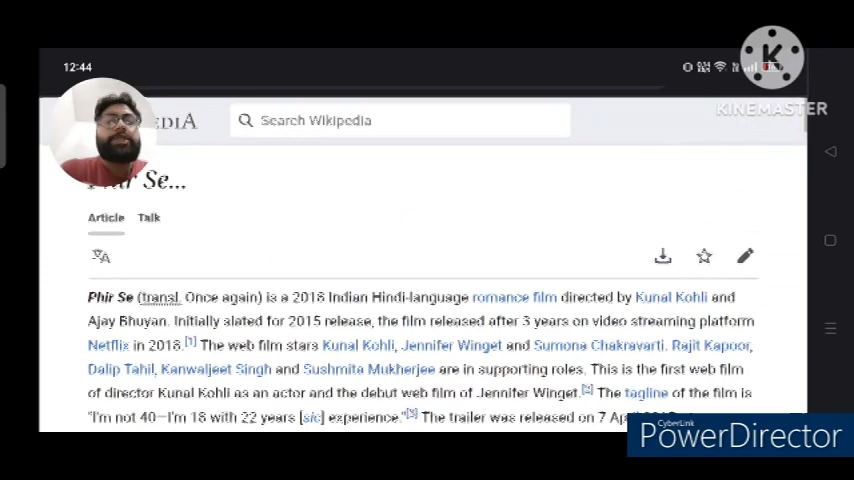 12:44
KINEMASTER
EDIA
Search Wikipedia
Phir Se...
Article Talk
Phir Se (transl. Once again) is a 2018 Indian Hindi-language romance film directed by Kunal Kohli and
Ajay Bhuyan. Initially slated for 2015 release, the film released after 3 years on video streaming platform
Netflix in 2018.[1] The web film stars Kunal Kohli, Jennifer Winget and Sumona Chakravarti. Rajit Kapoor,
Dalip Tahil, Kanwaljeet Singh and Sushmita Mukherjee are in supporting roles. This is the first web film
of director Kunal Kohli as an actor and the debut web film of Jennifer Winget.[2] The tagline of the film is
"I'm not 40—I'm 18 with 22 years [sic] experience."[3] The trailer was released on 7 April
CyberLink
PowerDirector